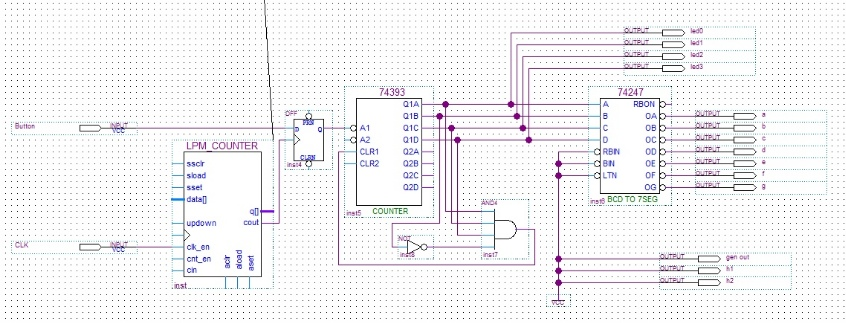 OUTPUT led0
OUTPUT led1
OUTPUT led2
OUTPUT led3
74393
74247
DFF
Button INPUT VCC
PRN
D Q
CLRN
inst4
A1 Q1A
A2 Q1B
CLR1 Q1C
CLR2 Q1D
Q2A
Q2B
Q2C
Q2D
inst5 COUNTER
A RBON
B OA
C OB
D OC
RBIN OD
BIN OE
LTN OF
OG
inst6 BCD TO 7SEG
OUTPUT a
OUTPUT b
OUTPUT c
OUTPUT d
OUTPUT e
OUTPUT f
OUTPUT g
LPM_COUNTER
sclr
sload
sset
data[]
q[]
updown cout
CLK INPUT VCC
clk_en
cnt_en
cin
aclr aload aset
inst
NOT
inst8
AND4
inst7
OUTPUT gen out
OUTPUT h1
OUTPUT h2
VCC